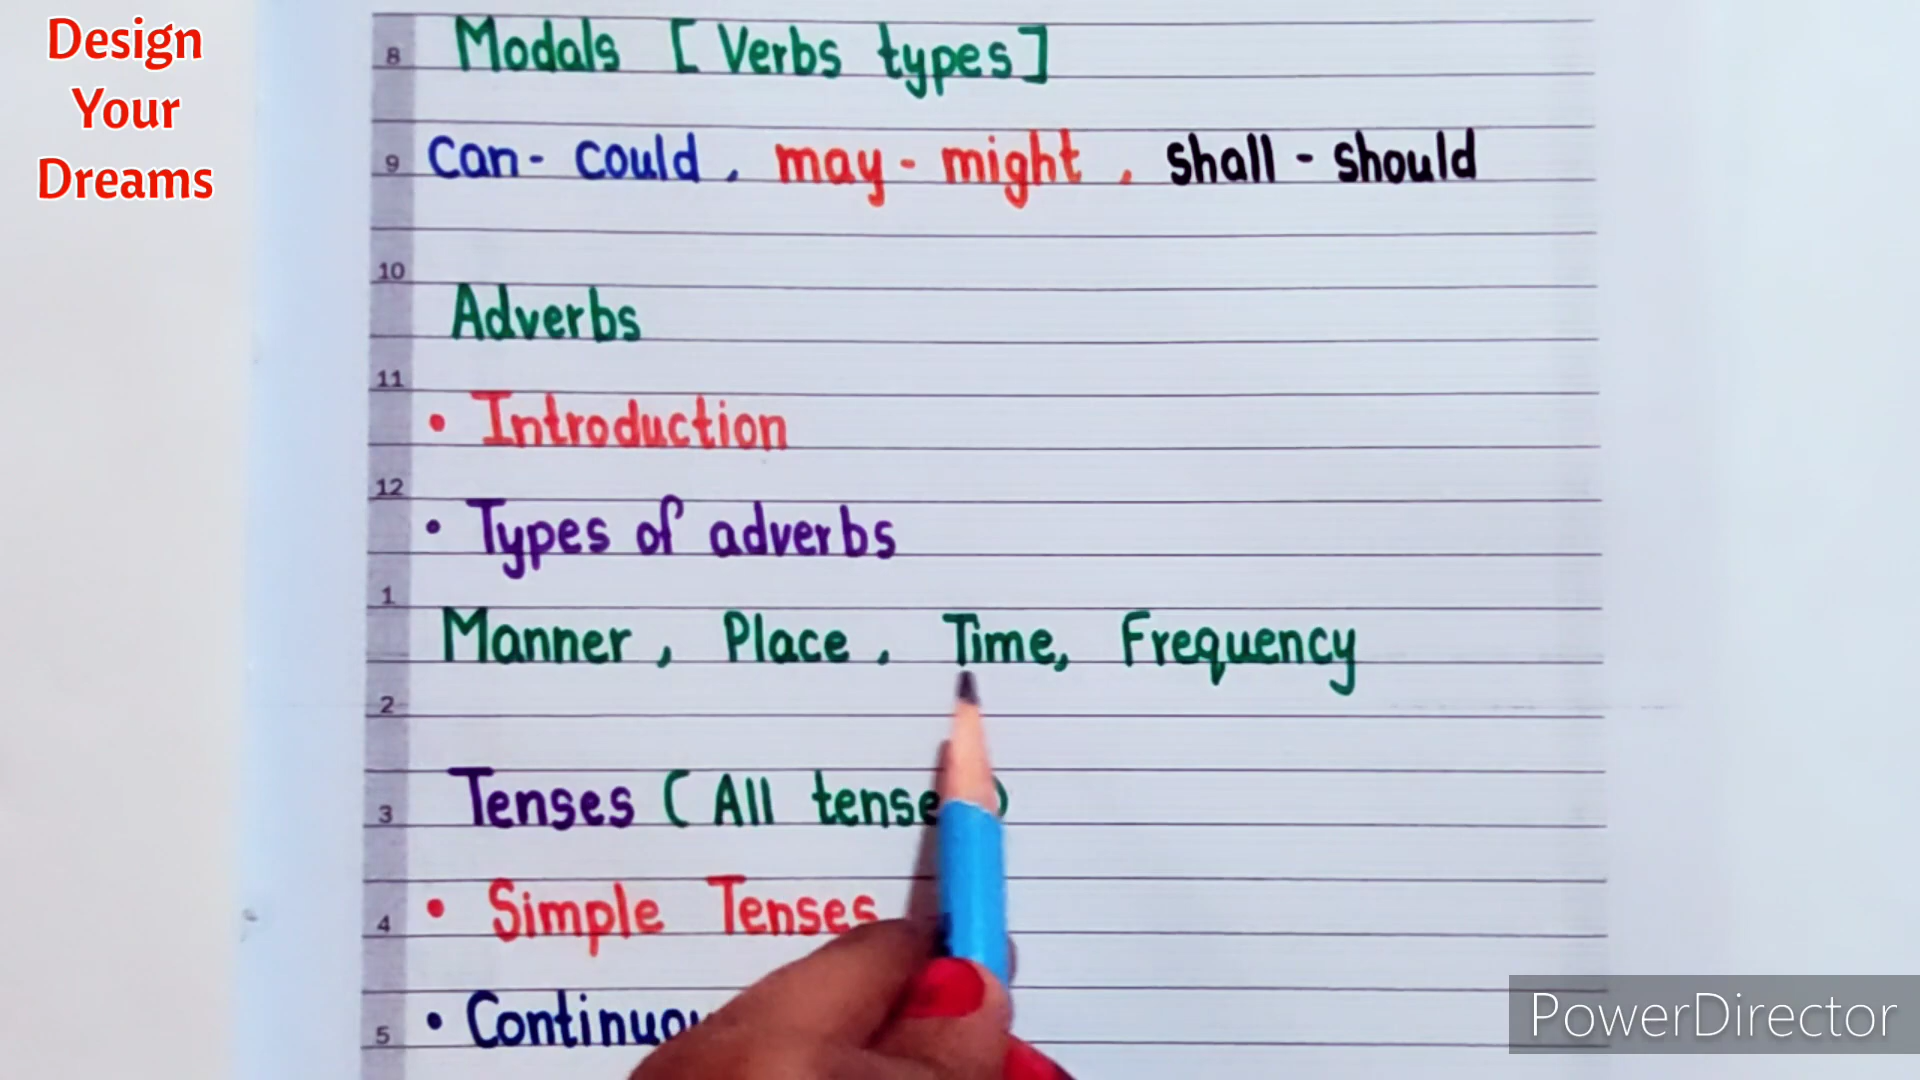 Design
Your
Dreams
8 Modals [Verbs types]
9 can - could, may - might, shall - should
10
Adverbs
11
• Introduction
12
• Types of adverbs
1
Manner, Place, Time, Frequency
2
3 Tenses (All tense )
4 • Simple Tenses
5 •
PowerDirector